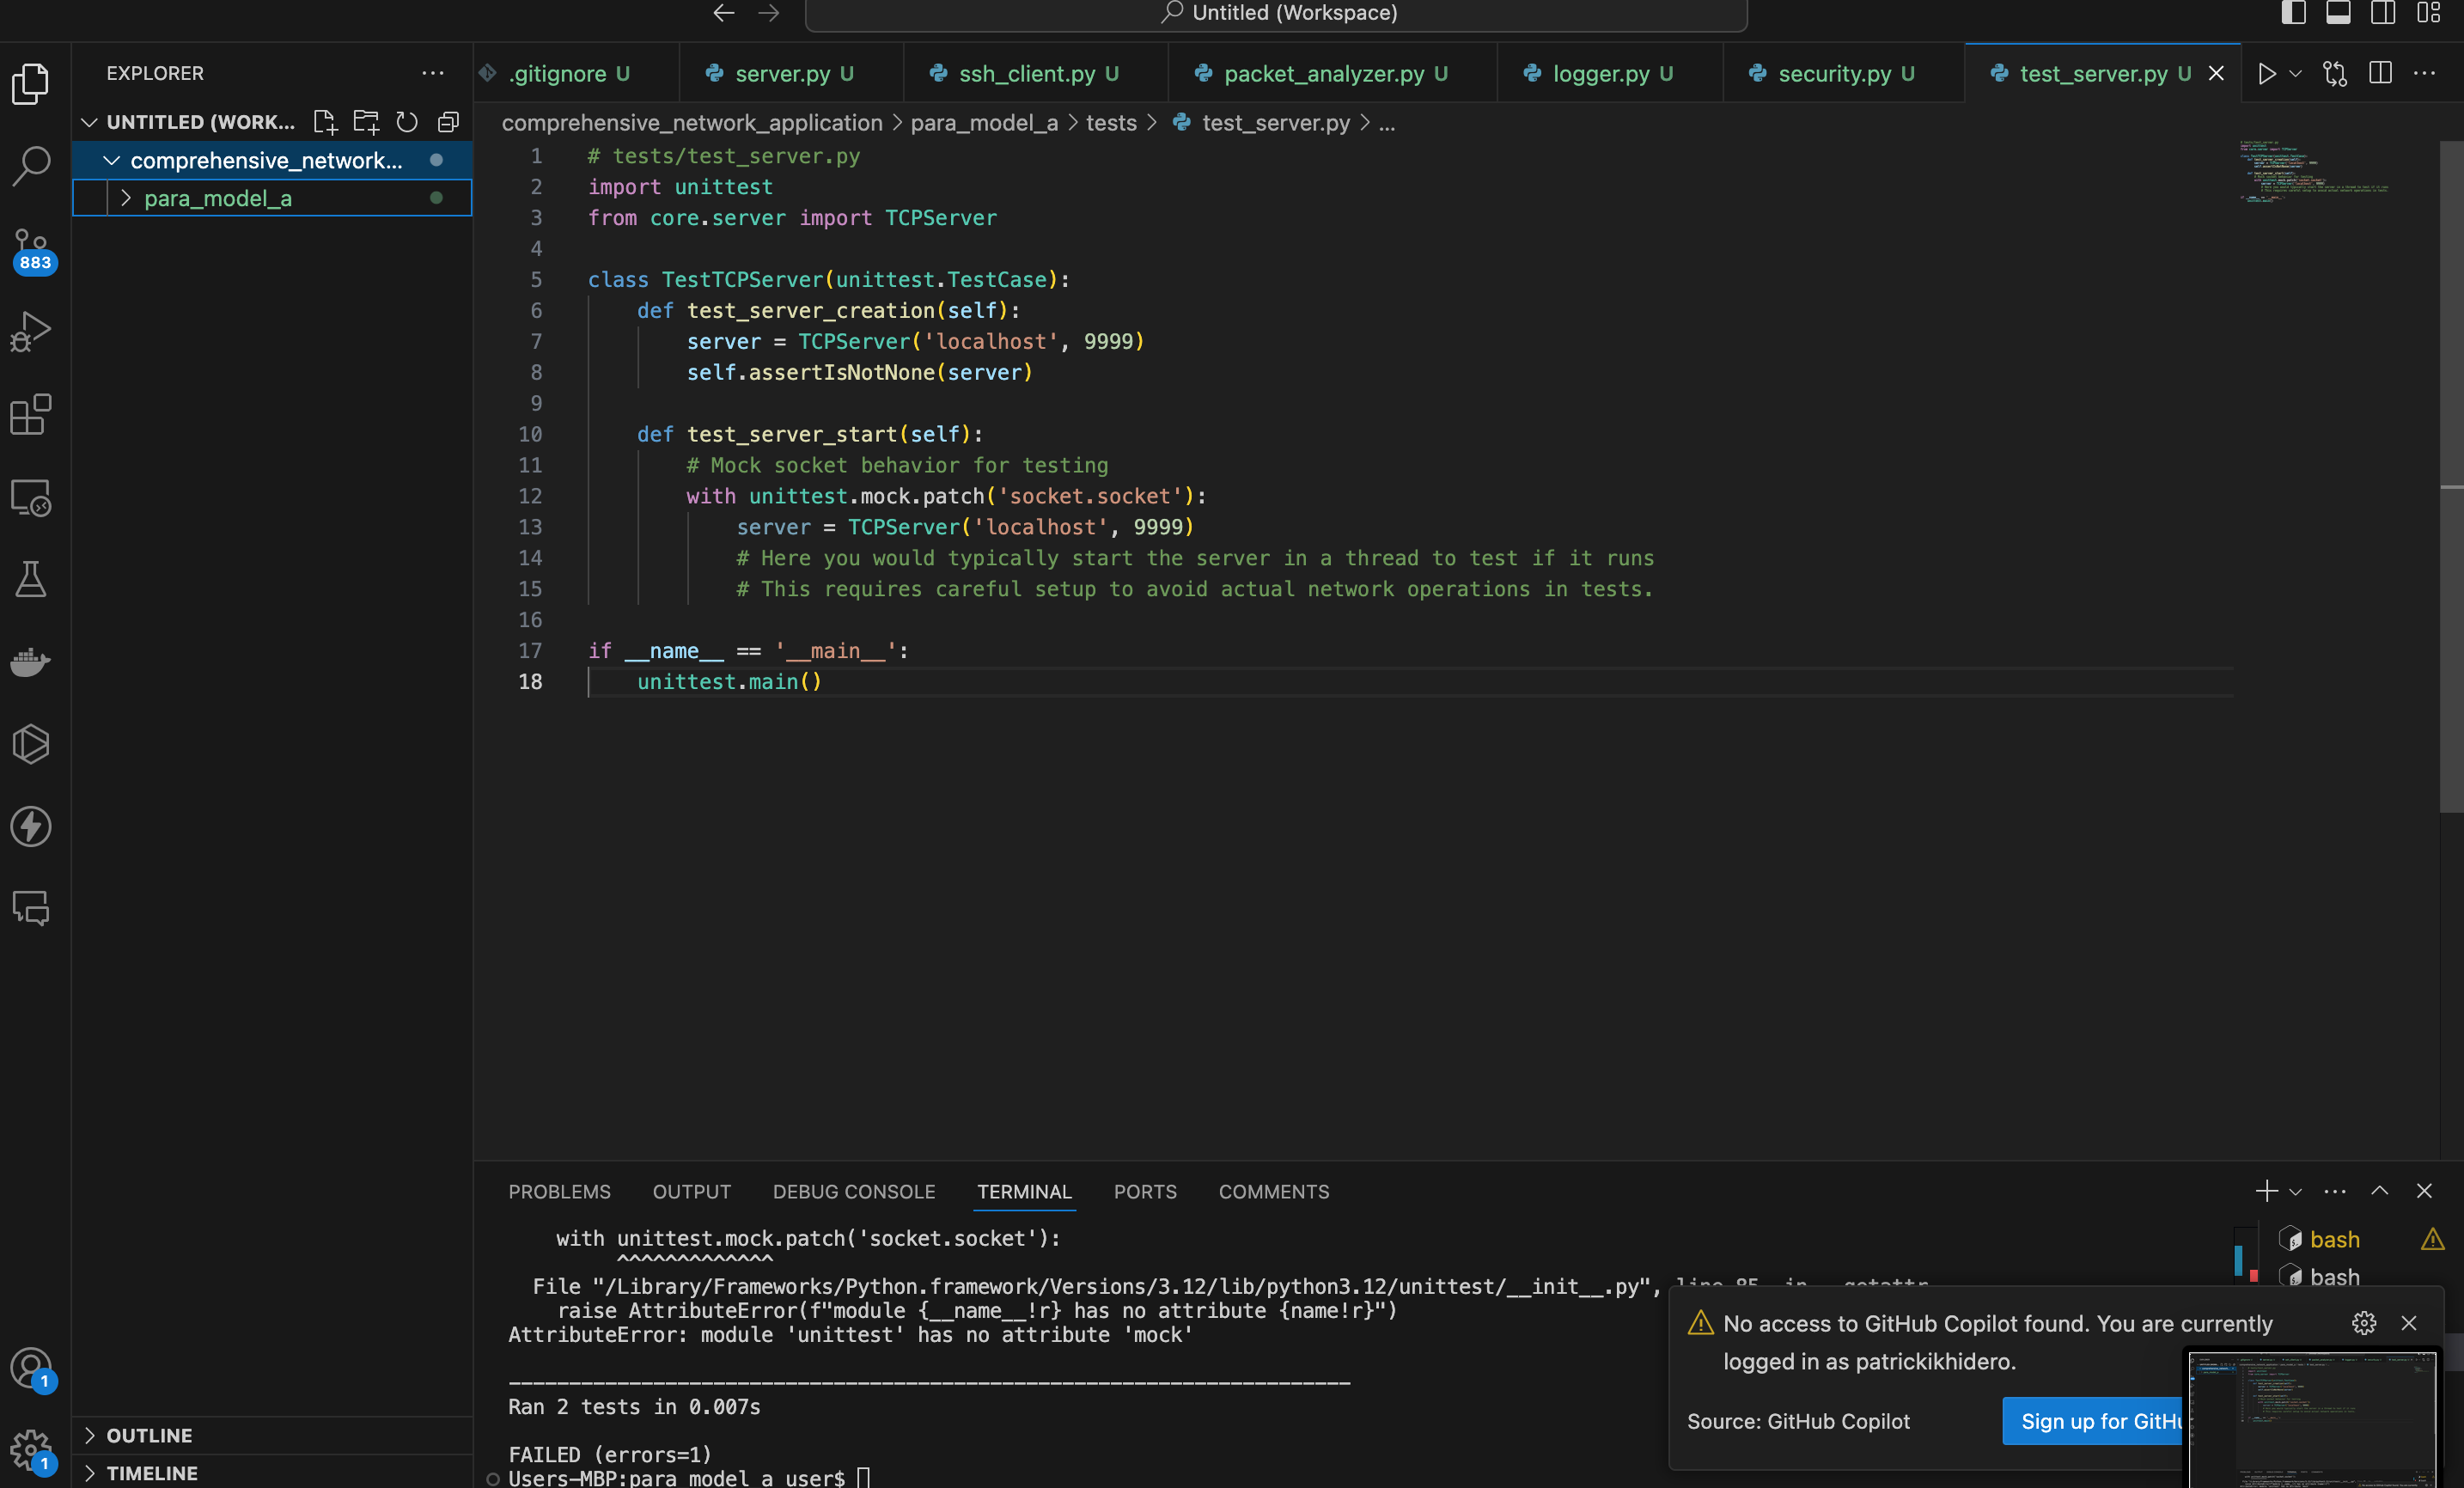 Untitled (Workspace)
EXPLORER
UNTITLED (WORK...
comprehensive_network...
para_model_a
883
1
1
OUTLINE
TIMELINE
.gitignore U
server.py U
ssh_client.py U
packet_analyzer.py U
logger.py U
security.py U
test_server.py U
comprehensive_network_application > para_model_a > tests > test_server.py > ...
1 # tests/test_server.py
2 import unittest
3 from core.server import TCPServer
4
5 class TestTCPServer(unittest.TestCase):
6 def test_server_creation(self):
7 server = TCPServer('localhost', 9999)
8 self.assertIsNotNone(server)
9
10 def test_server_start(self):
11 # Mock socket behavior for testing
12 with unittest.mock.patch('socket.socket'):
13 server = TCPServer('localhost', 9999)
14 # Here you would typically start the server in a thread to test if it runs
15 # This requires careful setup to avoid actual network operations in tests.
16
17 if __name__ == '__main__':
18 unittest.main()
PROBLEMS OUTPUT DEBUG CONSOLE TERMINAL PORTS COMMENTS
with unittest.mock.patch('socket.socket'):
^^^^^^^^^^^^^
File "/Library/Frameworks/Python.framework/Versions/3.12/lib/python3.12/unittest/__init__.py", line 85, in
raise AttributeError(f"module {__name__!r} has no attribute {name!r}")
AttributeError: module 'unittest' has no attribute 'mock'
----------------------------------------------------------------------
Ran 2 tests in 0.007s
FAILED (errors=1)
Users-MBP:para_model_a user$
bash
bash
No access to GitHub Copilot found. You are currently
logged in as patrickikhidero.
Source: GitHub Copilot
Sign up for GitHu